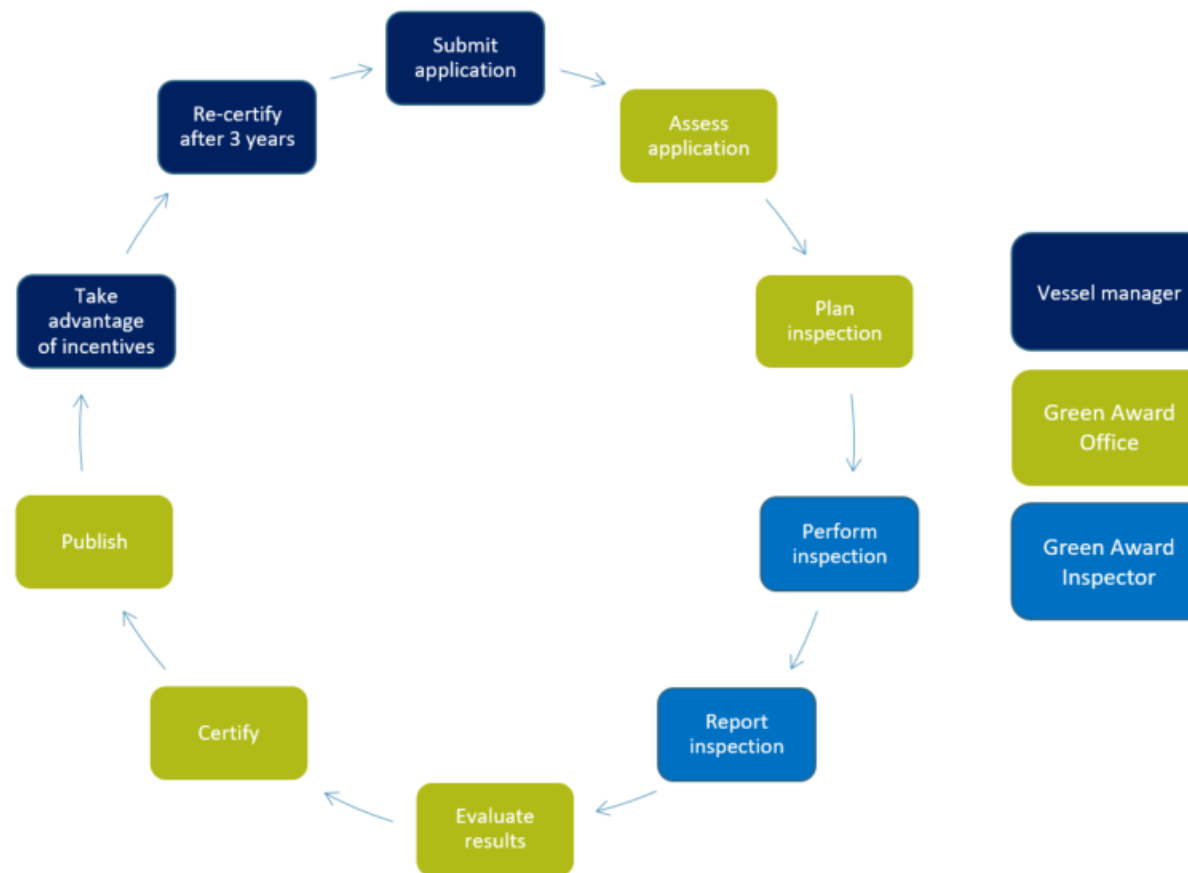 Submit
application
Assess
application
Plan
inspection
Perform
inspection
Report
inspection
Evaluate
results
Certify
Publish
Take
advantage
of incentives
Re-certify
after 3 years
Vessel manager
Green Award
Office
Green Award
Inspector